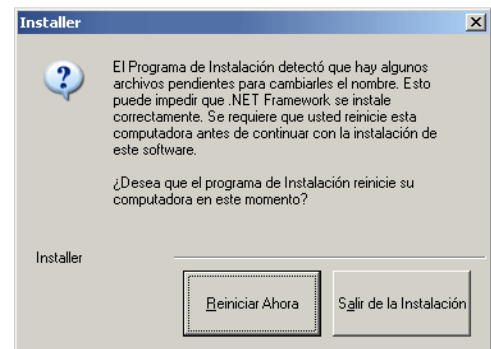 Installer
El Programa de Instalación detectó que hay algunos
archivos pendientes para cambiarles el nombre. Esto
puede impedir que .NET Framework se instale
correctamente. Se requiere que usted reinicie esta
computadora antes de continuar con la instalación de
este software.
¿Desea que el programa de Instalación reinicie su
computadora en este momento?
Installer
Reiniciar Ahora
Salir de la Instalación